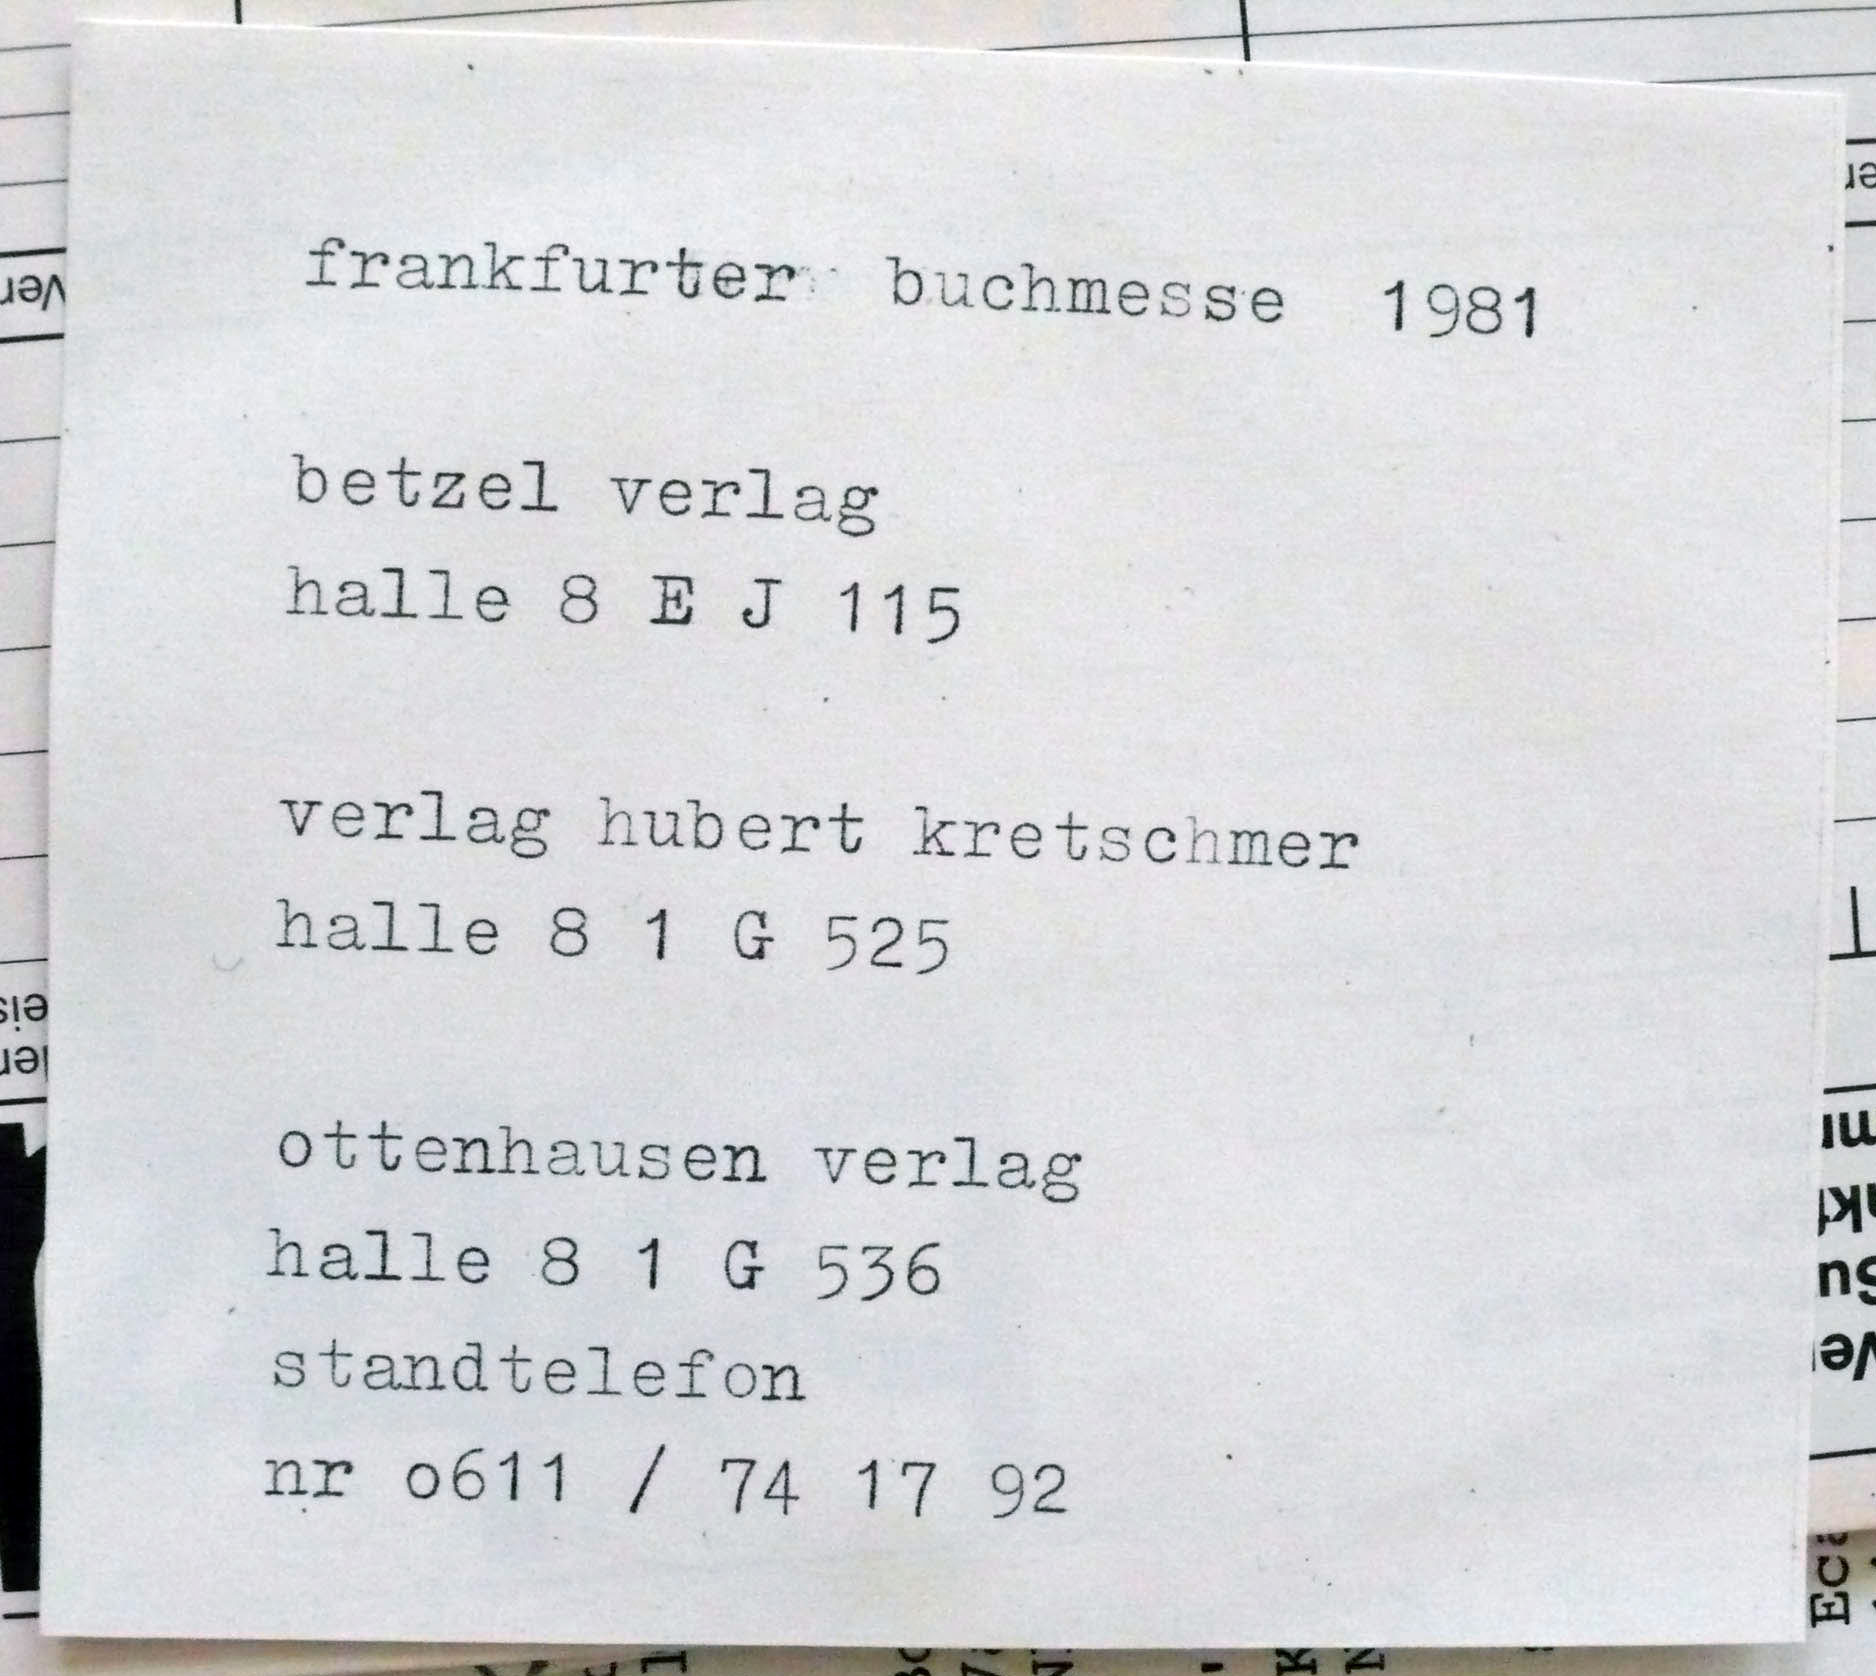 frankfurter buchmesse 1981
betzel verlag
halle 8 E J 115
verlag hubert kretschmer
halle 8 1 G 525
ottenhausen verlag
halle 8 1 G 536
standtelefon
nr o611 / 74 17 92